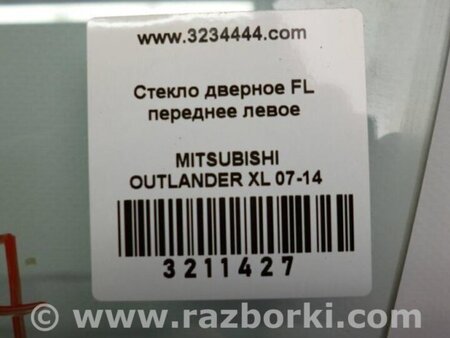 www.3234444.com
Стекло дверное FL
переднее левое
MITSUBISHI
OUTLANDER XL 07-14
3211427
© www.razborki.com